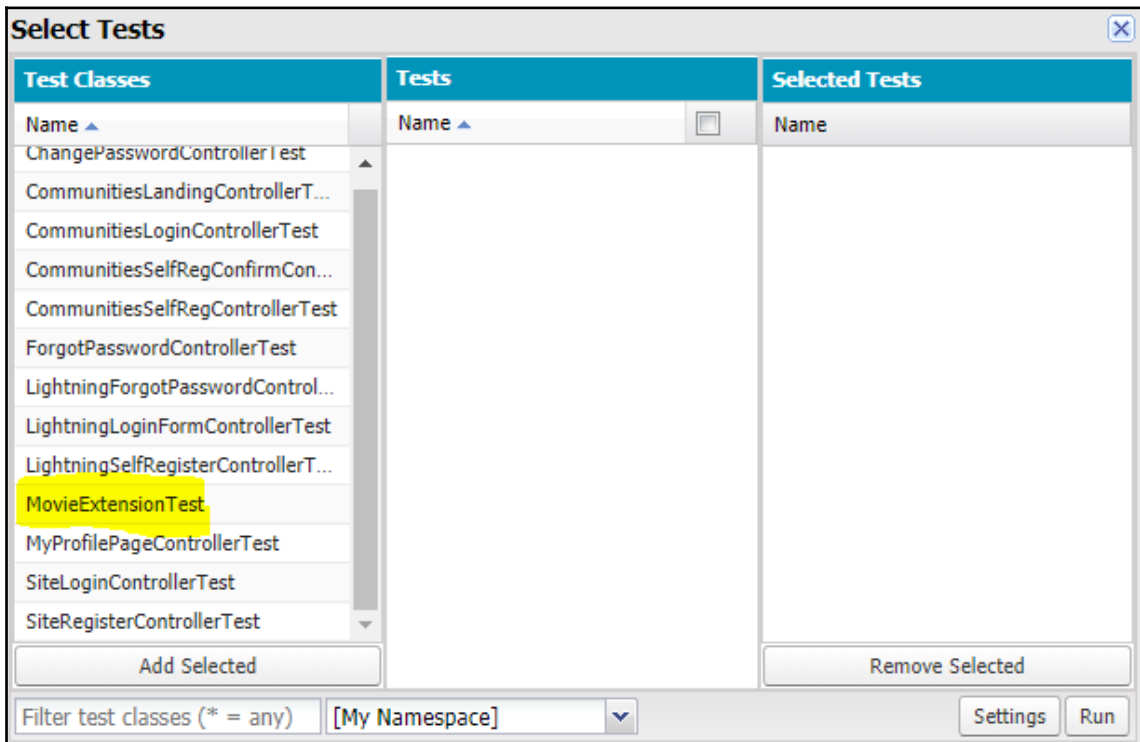 Select Tests
Test Classes
Name
ChangePasswordControllerTest
CommunitiesLandingControllerT...
CommunitiesLoginControllerTest
CommunitiesSelfRegConfirmCon...
CommunitiesSelfRegControllerTest
ForgotPasswordControllerTest
LightningForgotPasswordControl...
LightningLoginFormControllerTest
LightningSelfRegisterControllerT...
MovieExtensionTest
MyProfilePageControllerTest
SiteLoginControllerTest
SiteRegisterControllerTest
Add Selected
Tests
Name
Selected Tests
Name
Remove Selected
Filter test classes (* = any)
[My Namespace]
Settings
Run